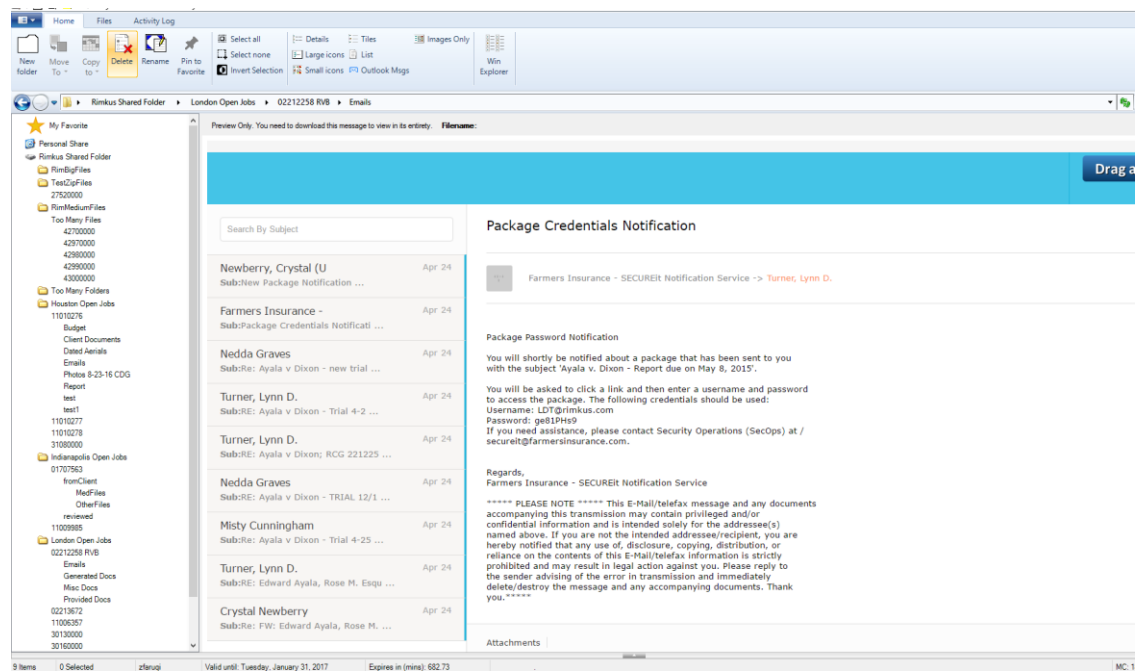 Home Files Activity Log
New folder
Move To
Copy to
Delete
Rename
Pin to Favorite
Select all
Select none
Invert Selection
Details
Large icons
Small icons
Tiles
List
Outlook Msgs
Images Only
Win Explorer
Rimkus Shared Folder London Open Jobs 02212258 RVB Emails
My Favorite
Personal Share
Rimkus Shared Folder
RimBigFiles
TestZipFiles
27520000
RimMediumFiles
Too Many Files
42700000
42970000
42980000
42990000
43000000
Too Many Folders
Houston Open Jobs
11010276
Budget
Client Documents
Dated Aerials
Emails
Photos 8-23-16 CDG
Report
test
test1
11010277
11010278
31080000
Indianapolis Open Jobs
01707563
fromClient
MedFiles
OtherFiles
reviewed
11009985
London Open Jobs
02212258 RVB
Emails
Generated Docs
Misc Docs
Provided Docs
02213672
11006357
30130000
30160000
Preview Only. You need to download this message to view in its entirety. Filename:
Drag a
Search By Subject
Newberry, Crystal (U Apr 24
Sub:New Package Notification ...
Farmers Insurance - Apr 24
Sub:Package Credentials Notificati ...
Nedda Graves Apr 24
Sub:Re: Ayala v Dixon - new trial ...
Turner, Lynn D. Apr 24
Sub:RE: Ayala v Dixon - Trial 4-2 ...
Turner, Lynn D. Apr 24
Sub:RE: Ayala v Dixon; RCG 221225 ...
Nedda Graves Apr 24
Sub:RE: Ayala v Dixon - TRIAL 12/1 ...
Misty Cunningham Apr 24
Sub:Re: Ayala v Dixon - Trial 4-25 ...
Turner, Lynn D. Apr 24
Sub:RE: Edward Ayala, Rose M. Esqu ...
Crystal Newberry Apr 24
Sub:Re: FW: Edward Ayala, Rose M. ...
Package Credentials Notification
Farmers Insurance - SECUREit Notification Service -> Turner, Lynn D.
Package Password Notification
You will shortly be notified about a package that has been sent to you
with the subject 'Ayala v. Dixon - Report due on May 8, 2015'.
You will be asked to click a link and then enter a username and password
to access the package. The following credentials should be used:
Username: LDT@rimkus.com
Password: ge81PHs9
If you need assistance, please contact Security Operations (SecOps) at /
secureit@farmersinsurance.com.
Regards,
Farmers Insurance - SECUREit Notification Service
***** PLEASE NOTE ***** This E-Mail/telefax message and any documents
accompanying this transmission may contain privileged and/or
confidential information and is intended solely for the addressee(s)
named above. If you are not the intended addressee/recipient, you are
hereby notified that any use of, disclosure, copying, distribution, or
reliance on the contents of this E-Mail/telefax information is strictly
prohibited and may result in legal action against you. Please reply to
the sender advising of the error in transmission and immediately
delete/destroy the message and any accompanying documents. Thank
you.*****
Attachments
9 Items 0 Selected zfaruqi Valid until: Tuesday, January 31, 2017 Expires in (mins): 682.73 MC: 1